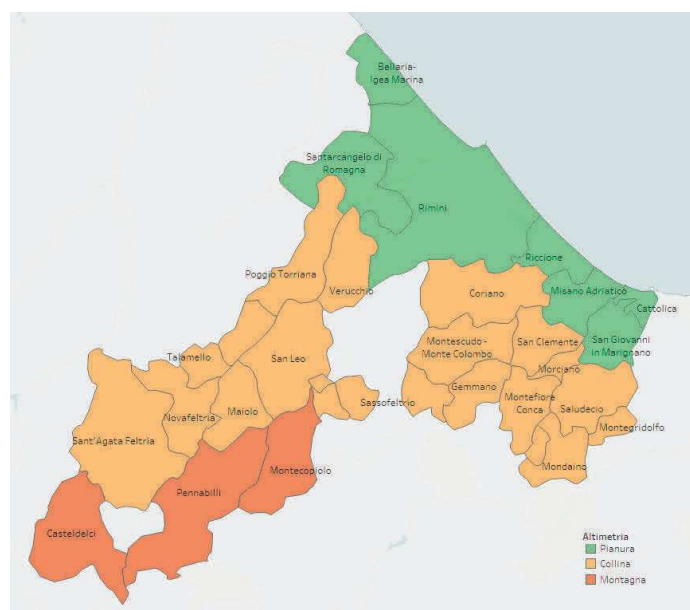 Bellaria-
Igea Marina
Santarcangelo di
Romagna
Rimini
Poggio Torriana
Verucchio
Riccione
Coriano
Misano Adriatico
Cattolica
Montescudo-
Monte Colombo
San Clemente
San Giovanni
in Marignano
Talamello
San Leo
Morciano
Gemmano
Sassofeltrio
Montefiore
Conca
Saludecio
Novafeltria
Maiolo
Montegridolfo
Sant'Agata Feltria
Mondaino
Montecopiolo
Pennabilli
Casteldelci
Altimetria
Pianura
Collina
Montagna